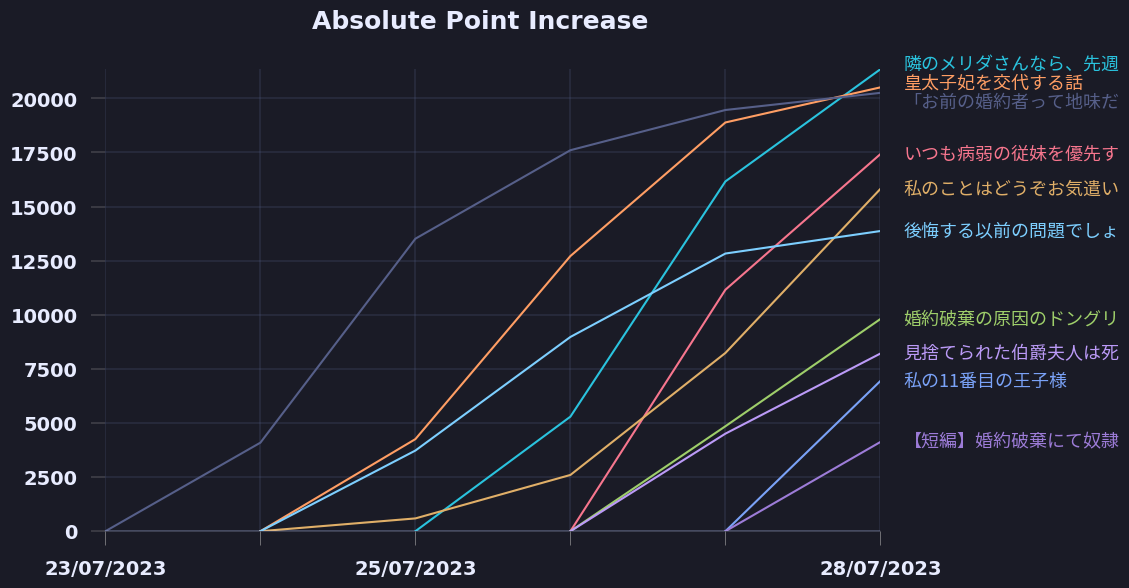 Absolute Point Increase
隣のメリダさんなら、先週
皇太子妃を交代する話
「お前の婚約者って地味だ
20000
17500
いつも病弱の従妹を優先す
私のことはどうぞお気遣い
15000
後悔する以前の問題でしょ
12500
10000
婚約破棄の原因のドングリ
見捨てられた伯爵夫人は死
7500
私の11番目の王子様
5000
【短編】婚約破棄にて奴隷
2500
0
23/07/2023
25/07/2023
28/07/2023